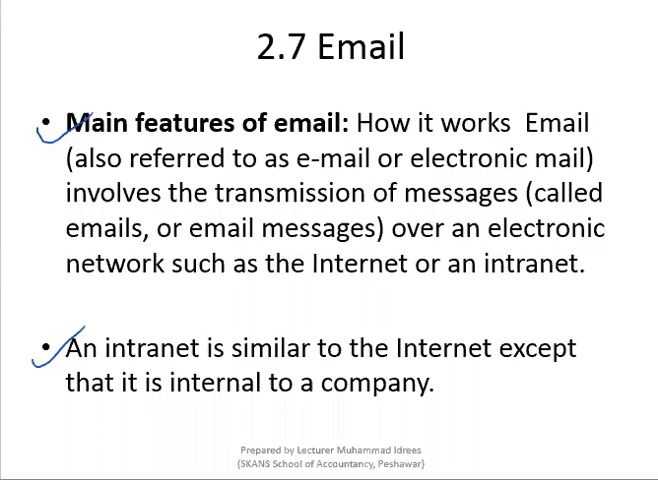 2.7 Email
• Main features of email: How it works  Email
(also referred to as e-mail or electronic mail)
involves the transmission of messages (called
emails, or email messages) over an electronic
network such as the Internet or an intranet.
• An intranet is similar to the Internet except
that it is internal to a company.
Prepared by Lecturer Muhammad Idrees
(SKANS School of Accountancy, Peshawar}